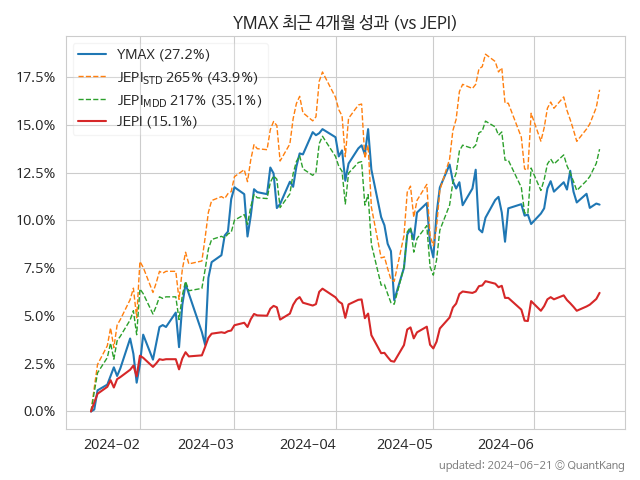 YMAX 최근 4개월 성과 (vs JEPI)
YMAX (27.2%)
JEPI_STD 265% (43.9%)
JEPI_MDD 217% (35.1%)
JEPI (15.1%)
17.5%
15.0%
12.5%
10.0%
7.5%
5.0%
2.5%
0.0%
2024-02 2024-03 2024-04 2024-05 2024-06
updated: 2024-06-21 © QuantKang